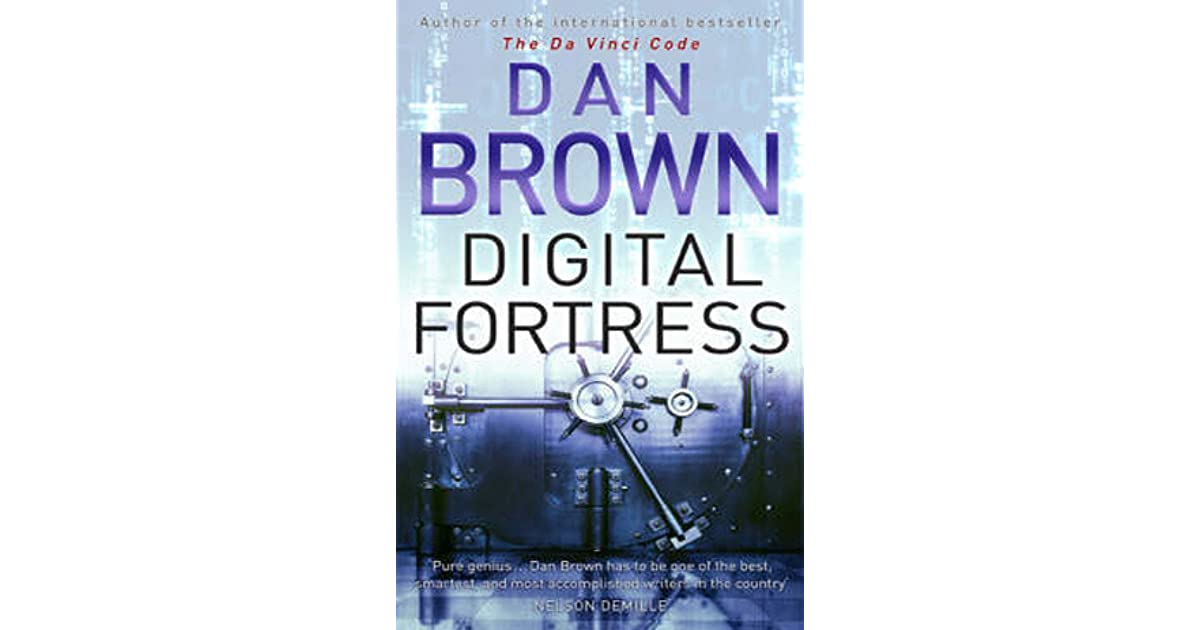 Author of the international bestseller
The Da Vinci Code
DAN
BROWN
DIGITAL
FORTRESS
'Pure genius... Dan Brown has to be one of the best,
smartest, and most accomplished writers in the country'
NELSON DEMILLE